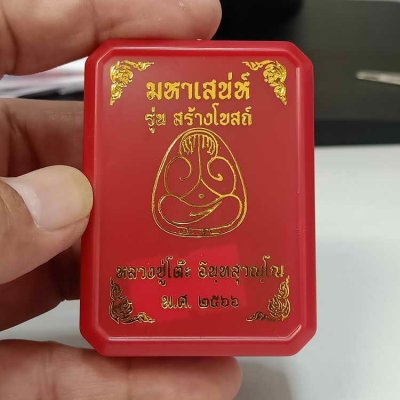 มหาเสน่ห์
รุ่น สร้างโบสถ์
หลวงปู่โต๊ะ อินฺทสุวณฺโณ
พ.ศ. ๒๕๖๖